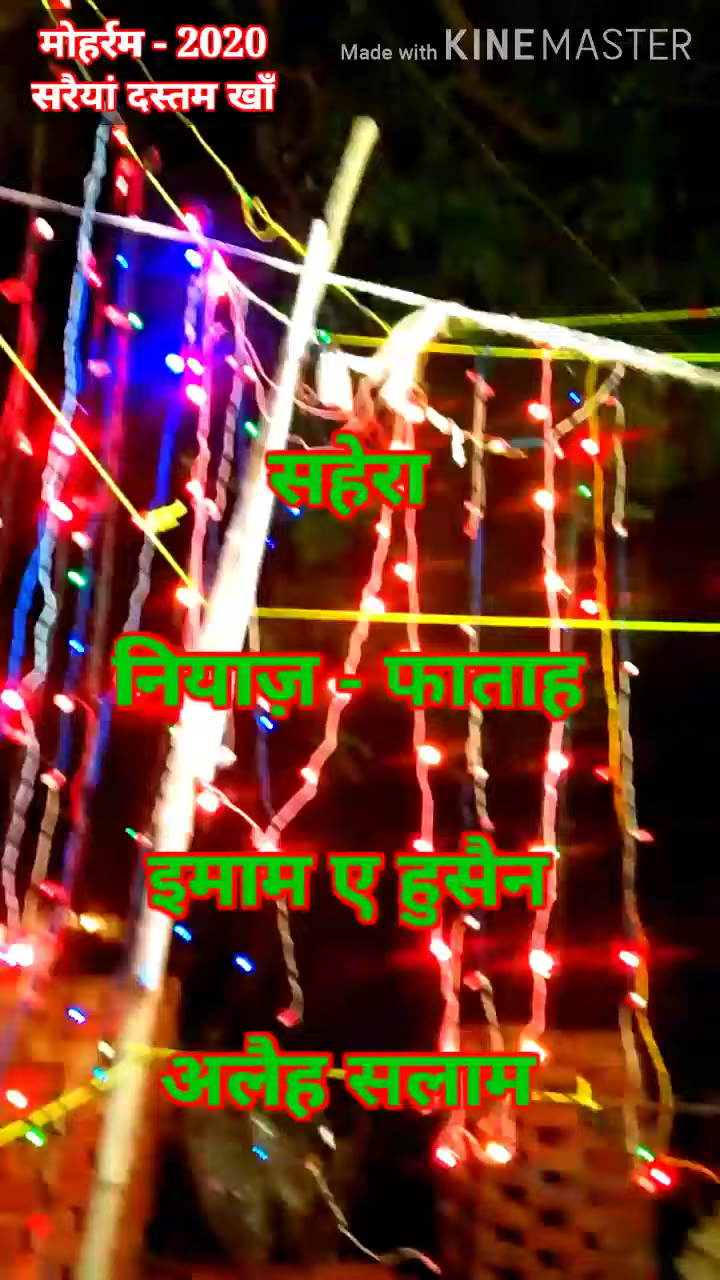 मोहर्रम - 2020
सरैयां दस्तम खाँ
Made with KINEMASTER
सहेरा
नियाज़ - फाताह
इमाम ए हुसैन
अलैह सलाम